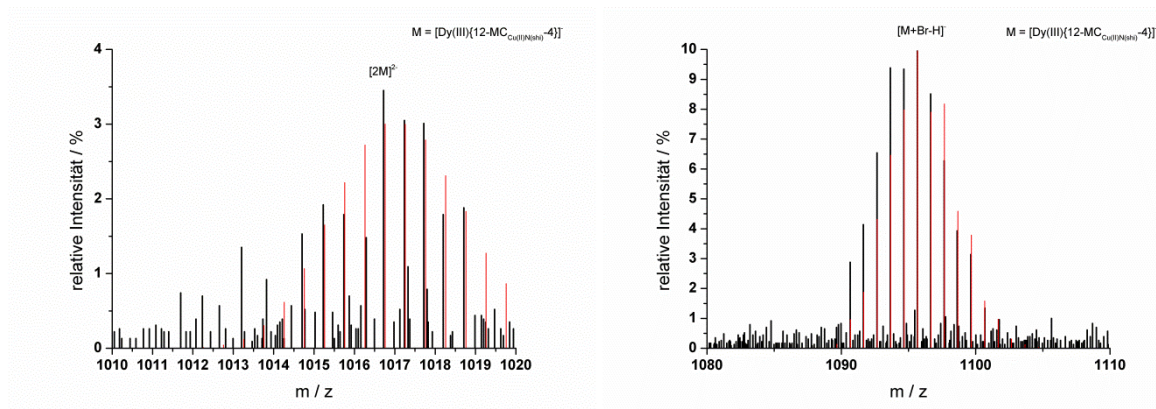 M = [Dy(III){12-MC_Cu(II)N(shi)-4}]⁻
[2M]²⁻
relative Intensität / %
4
3
2
1
0
1010 1011 1012 1013 1014 1015 1016 1017 1018 1019 1020
m / z
[M+Br-H]⁻ M = [Dy(III){12-MC_Cu(II)N(shi)-4}]⁻
relative Intensität / %
10
9
8
7
6
5
4
3
2
1
0
1080 1090 1100 1110
m / z